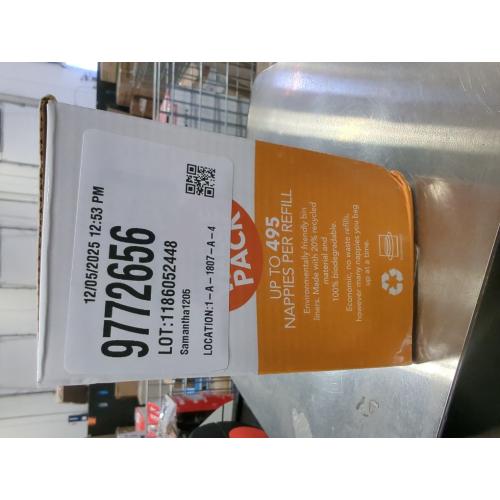 12/05/2025 12:53 PM
9772656
LOT:1186052448
Samantha1205
LOCATION:1-A-1807-A-4
PACK
UP TO 495
NAPPIES PER REFILL
Environmentally friendly bin
liners. Made with 20% recycled
material and
100% biodegradable.
Economic, no waste refills,
however many nappies you bag
up at a time.